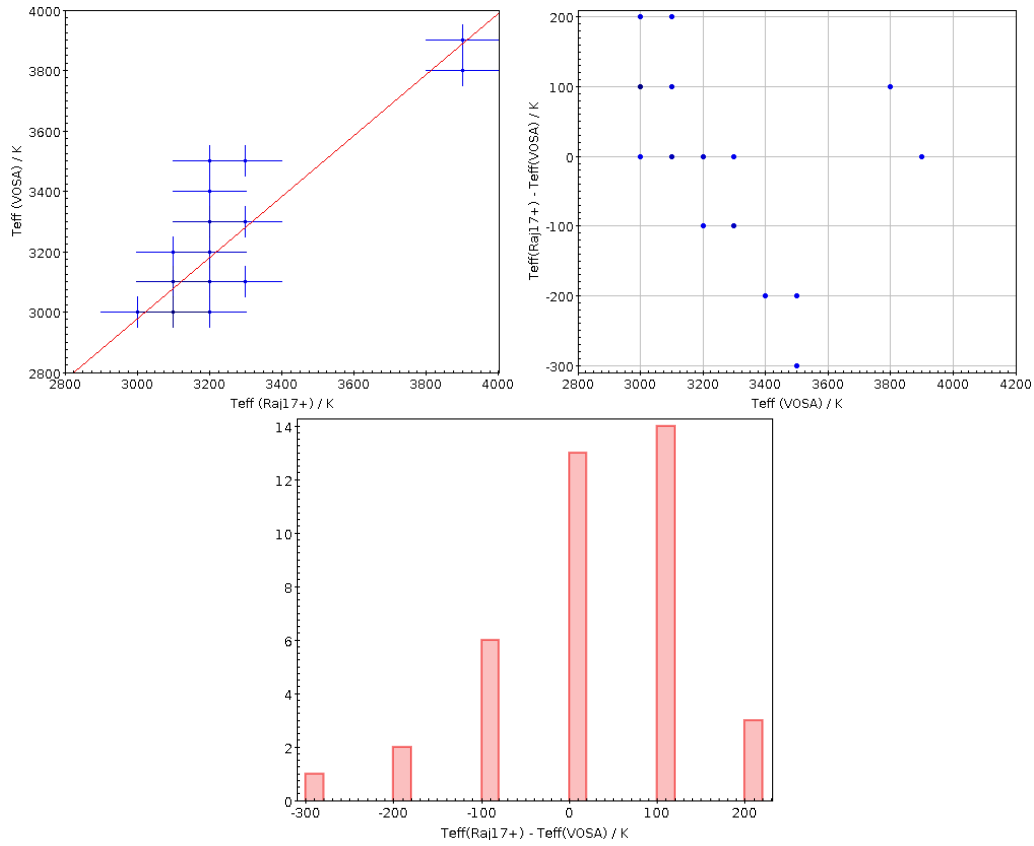 4000
3800
3600
3400
3200
3000
2800
Teff (VOSA) / K
2800 3000 3200 3400 3600 3800 4000
Teff (Raj17+) / K
200
100
0
-100
-200
-300
Teff(Raj17+) - Teff(VOSA) / K
2800 3000 3200 3400 3600 3800 4000 4200
Teff (VOSA) / K
14
12
10
8
6
4
2
0
-300 -200 -100 0 100 200
Teff(Raj17+) - Teff(VOSA) / K